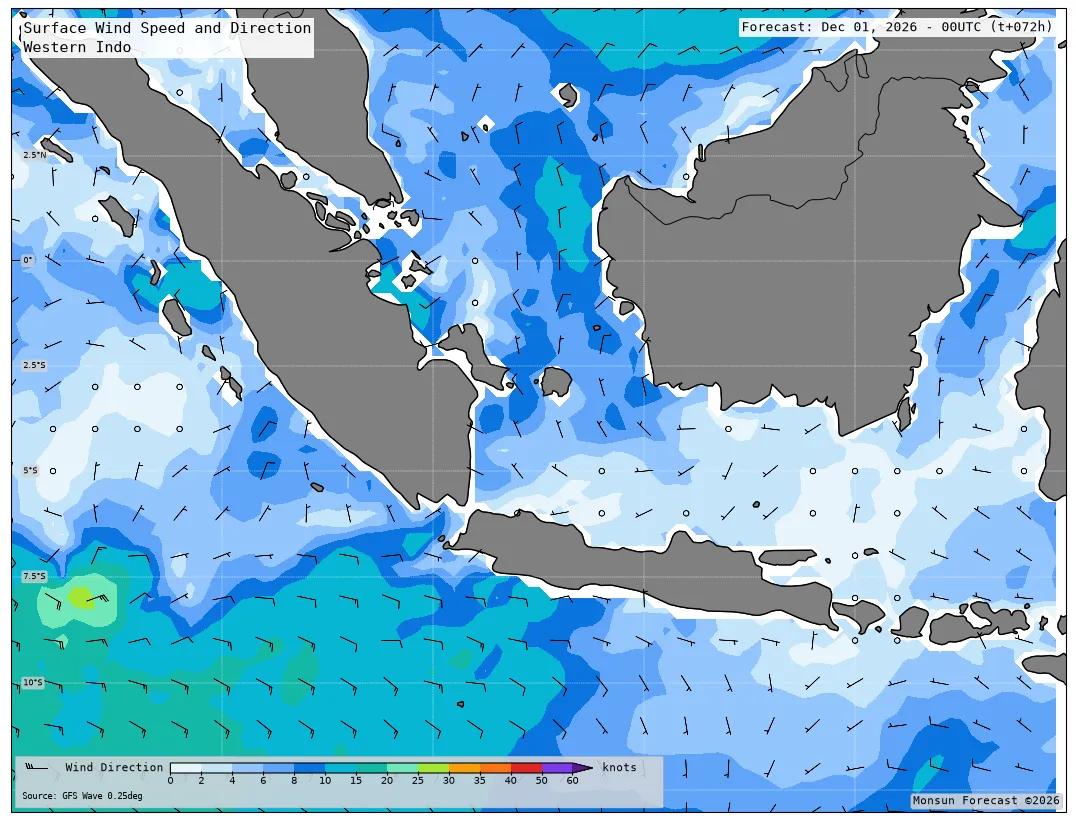 Surface Wind Speed and Direction
Western Indo
Forecast: Dec 01, 2026 - 00UTC (t+072h)
2.5°N
0°
2.5°S
5°S
7.5°S
10°S
Wind Direction
0 2 4 6 8 10 15 20 25 30 35 40 50 60
knots
Source: GFS Wave 0.25deg
Monsun Forecast ©2026